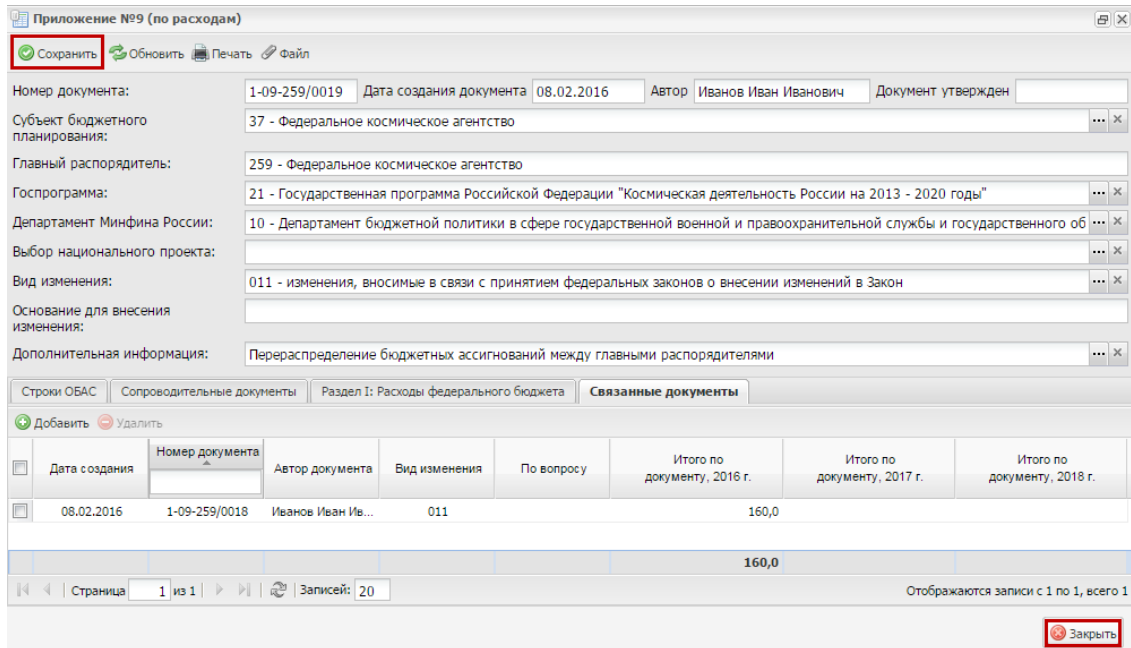 Приложение №9 (по расходам)
Сохранить Обновить Печать Файл
Номер документа: 1-09-259/0019 Дата создания документа 08.02.2016 Автор Иванов Иван Иванович Документ утвержден
Субъект бюджетного
планирования:
37 - Федеральное космическое агентство
Главный распорядитель: 259 - Федеральное космическое агентство
Госпрограмма: 21 - Государственная программа Российской Федерации "Космическая деятельность России на 2013 - 2020 годы"
Департамент Минфина России: 10 - Департамент бюджетной политики в сфере государственной военной и правоохранительной службы и государственного об
Выбор национального проекта:
Вид изменения: 011 - изменения, вносимые в связи с принятием федеральных законов о внесении изменений в Закон
Основание для внесения
изменения:
Дополнительная информация: Перераспределение бюджетных ассигнований между главными распорядителями
Строки ОБАС Сопроводительные документы Раздел I: Расходы федерального бюджета Связанные документы
Добавить Удалить
Дата создания Номер документа Автор документа Вид изменения По вопросу Итого по документу, 2016 г. Итого по документу, 2017 г. Итого по документу, 2018 г.
08.02.2016 1-09-259/0018 Иванов Иван Ив... 011 160,0
160,0
Страница 1 из 1 Записей: 20 Отображаются записи с 1 по 1, всего 1
Закрыть